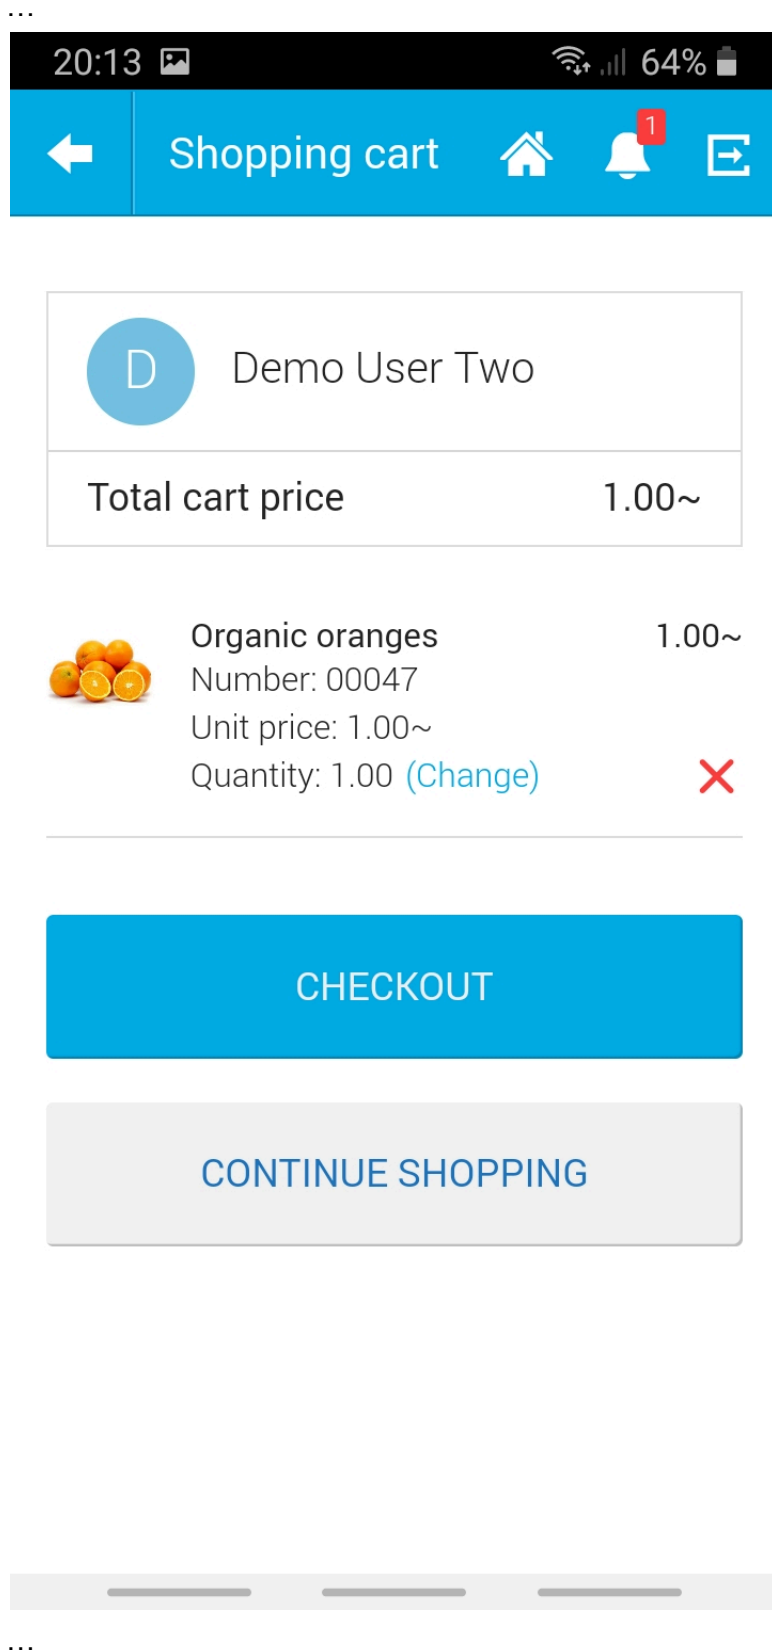 ...
20:13 64%
Shopping cart 1
D Demo User Two
Total cart price 1.00~
Organic oranges 1.00~
Number: 00047
Unit price: 1.00~
Quantity: 1.00 (Change)
CHECKOUT
CONTINUE SHOPPING
...